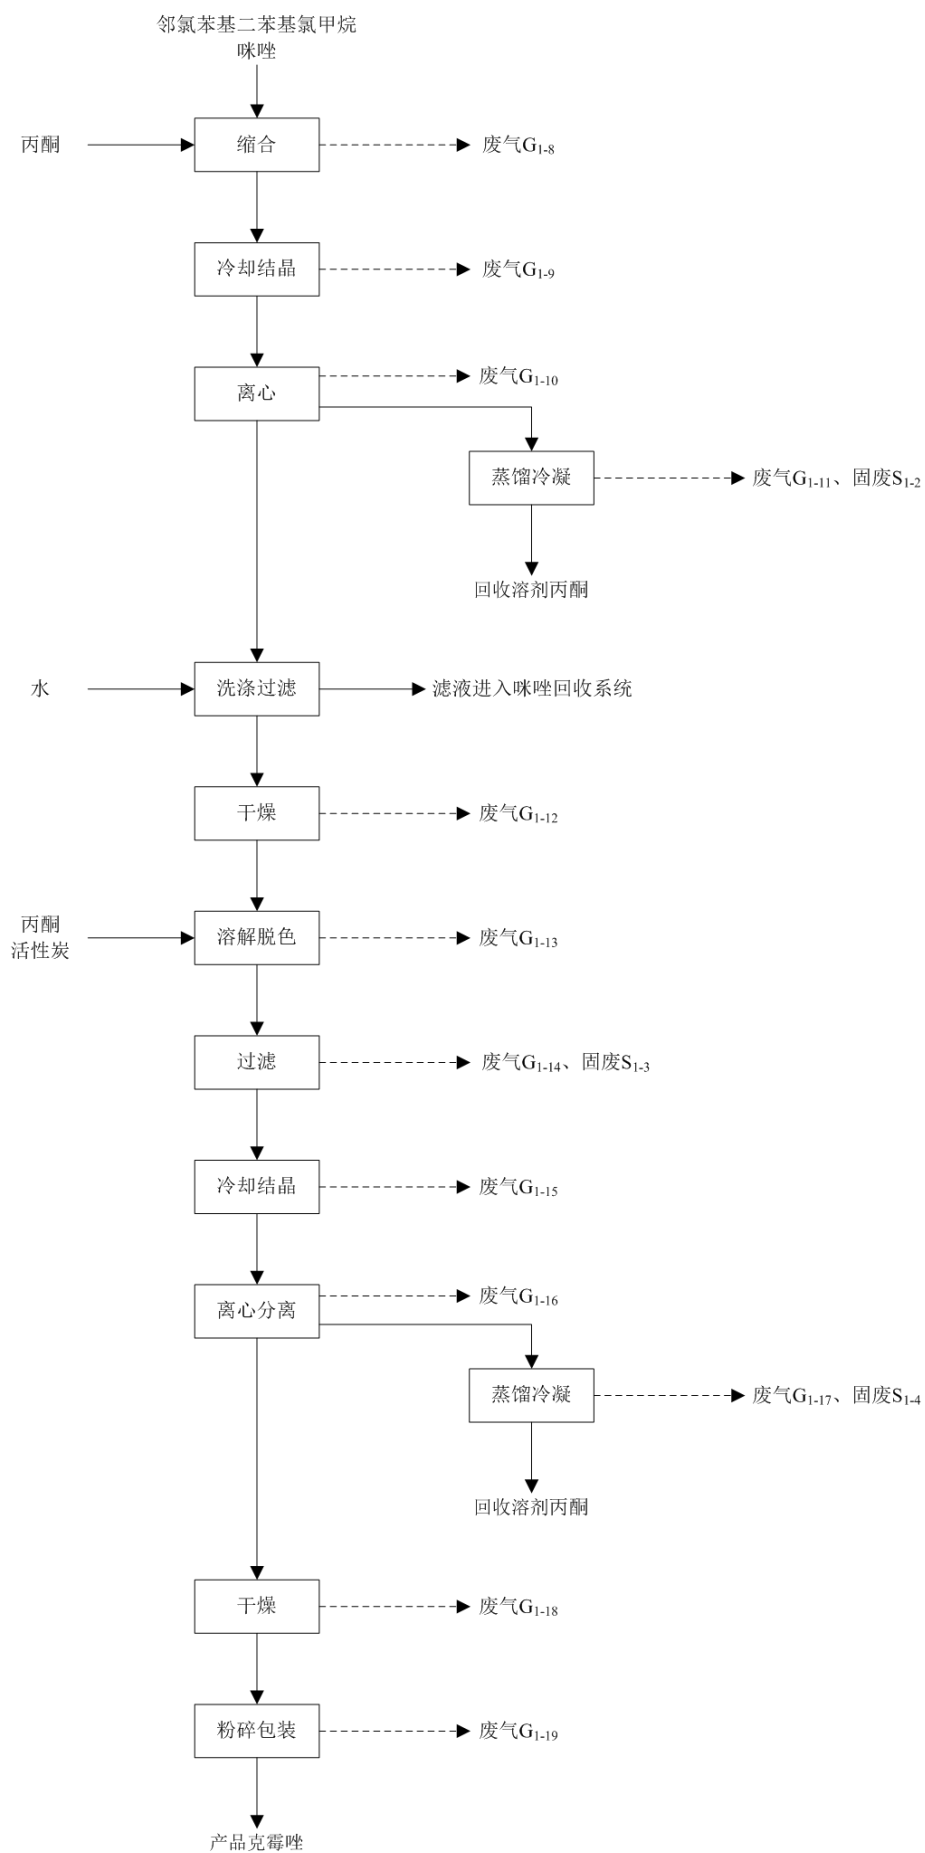 邻氯苯基二苯基氯甲烷
咪唑
丙酮
缩合
废气G1-8
冷却结晶
废气G1-9
离心
废气G1-10
蒸馏冷凝
废气G1-11、固废S1-2
回收溶剂丙酮
水
洗涤过滤
滤液进入咪唑回收系统
干燥
废气G1-12
丙酮
活性炭
溶解脱色
废气G1-13
过滤
废气G1-14、固废S1-3
冷却结晶
废气G1-15
离心分离
废气G1-16
蒸馏冷凝
废气G1-17、固废S1-4
回收溶剂丙酮
干燥
废气G1-18
粉碎包装
废气G1-19
产品克霉唑